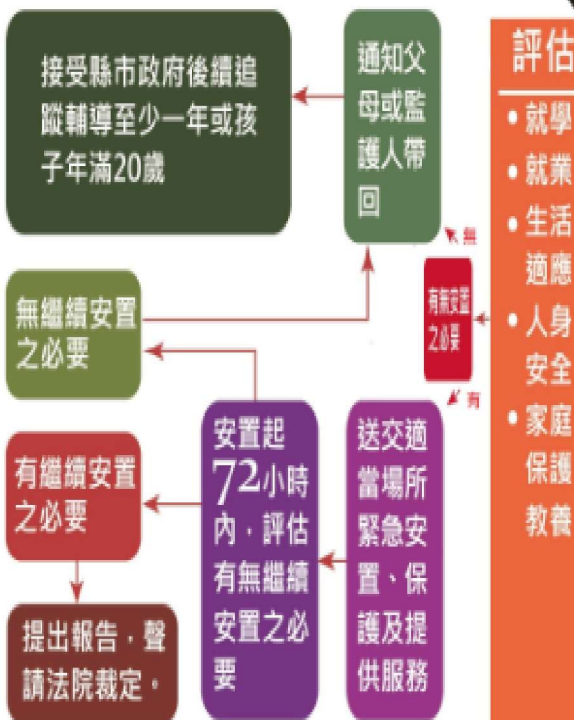 接受縣市政府後續追
蹤輔導至少一年或孩
子年滿20歲
通知父
母或監
護人帶
回
評估
• 就學
• 就業
• 生活
適應
• 人身
安全
• 家庭
保護
教養
無
有無安置
之必要
有
無繼續安置
之必要
有繼續安置
之必要
安置起
72小時
內，評估
有無繼續
安置之必
要
送交適
當場所
緊急安
置、保
護及提
供服務
提出報告，聲
請法院裁定。